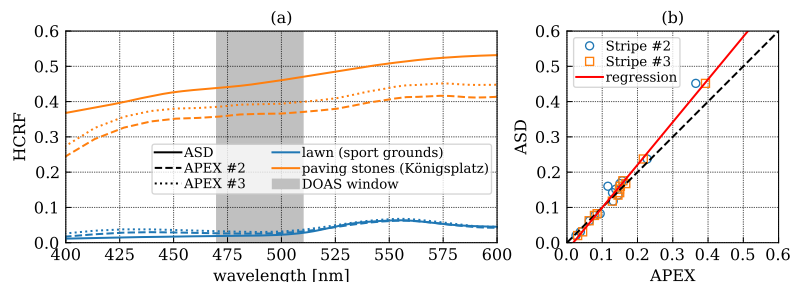 (a)
0.6
0.5
0.4
0.3
0.2
0.1
0.0
HCRF
ASD
APEX #2
APEX #3
lawn (sport grounds)
paving stones (Königsplatz)
DOAS window
400 425 450 475 500 525 550 575 600
wavelength [nm]
(b)
0.6
0.5
0.4
0.3
0.2
0.1
0.0
ASD
Stripe #2
Stripe #3
regression
0.0 0.1 0.2 0.3 0.4 0.5 0.6
APEX